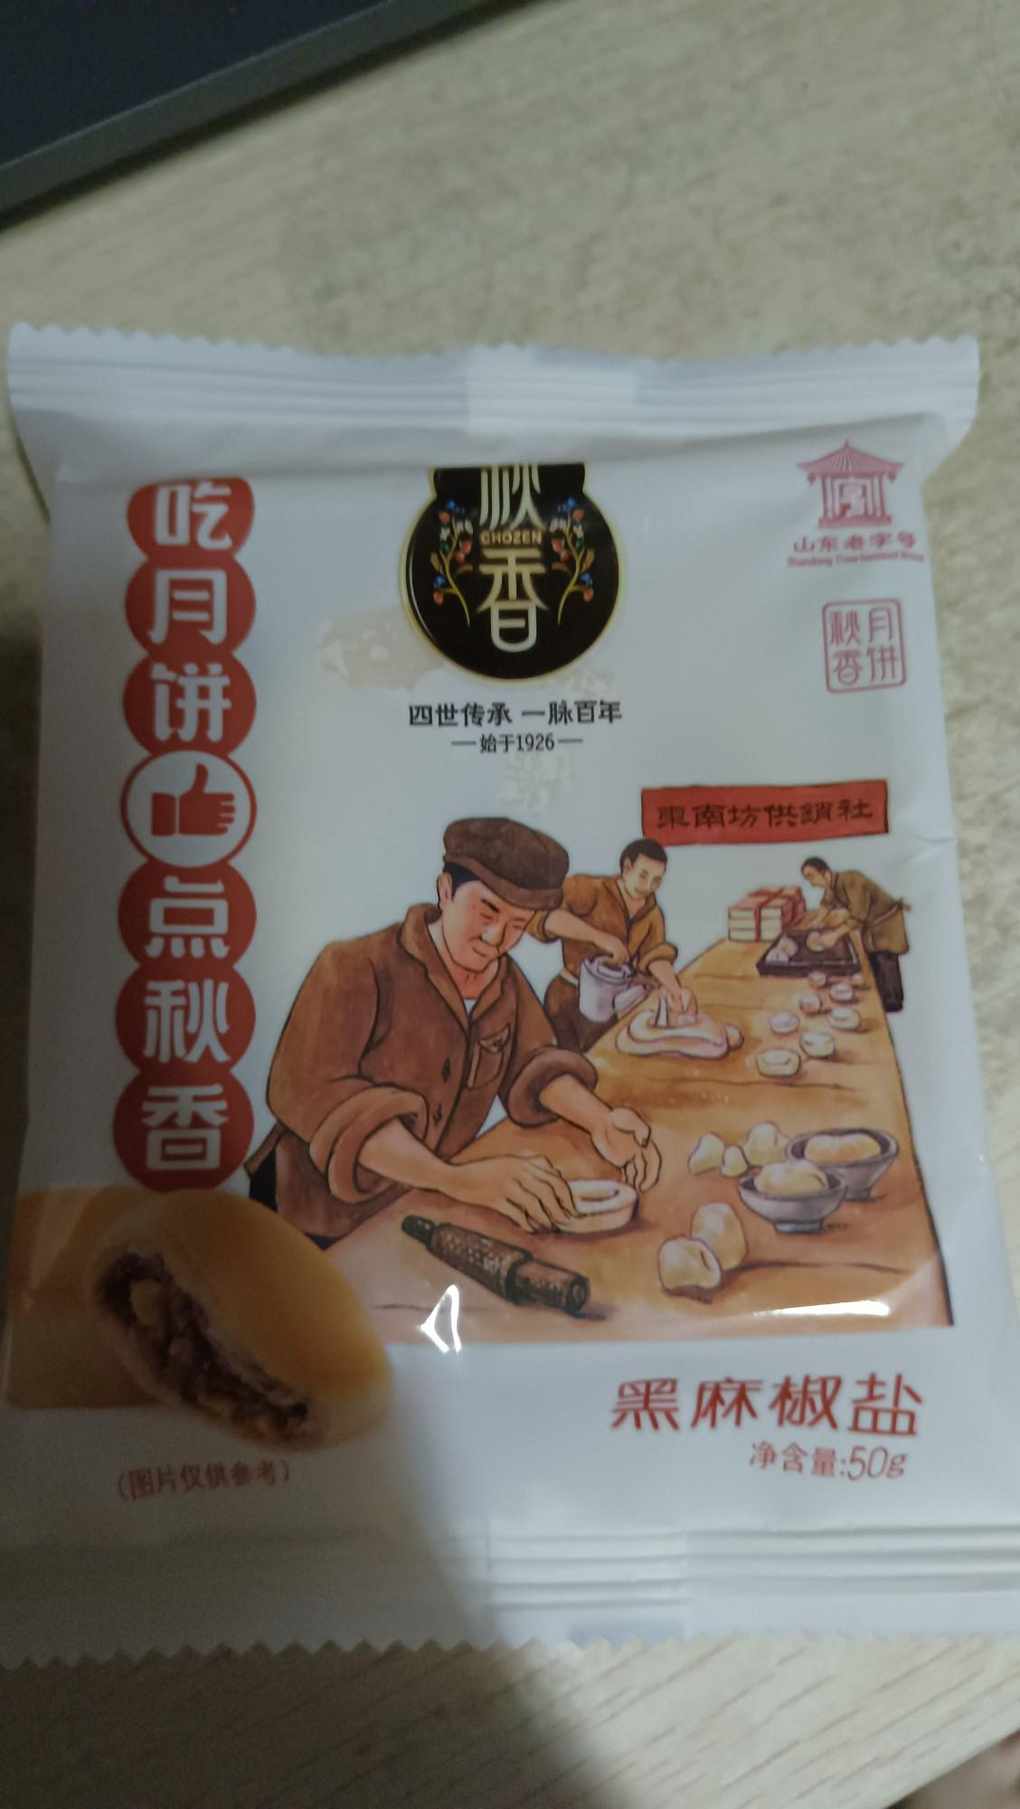 吃月饼点秋香
秋香
CHOZEN
四世传承 一脉百年
始于1926
山东老字号
秋香月饼
東南坊供銷社
黑麻椒盐
净含量:50g
(图片仅供参考)